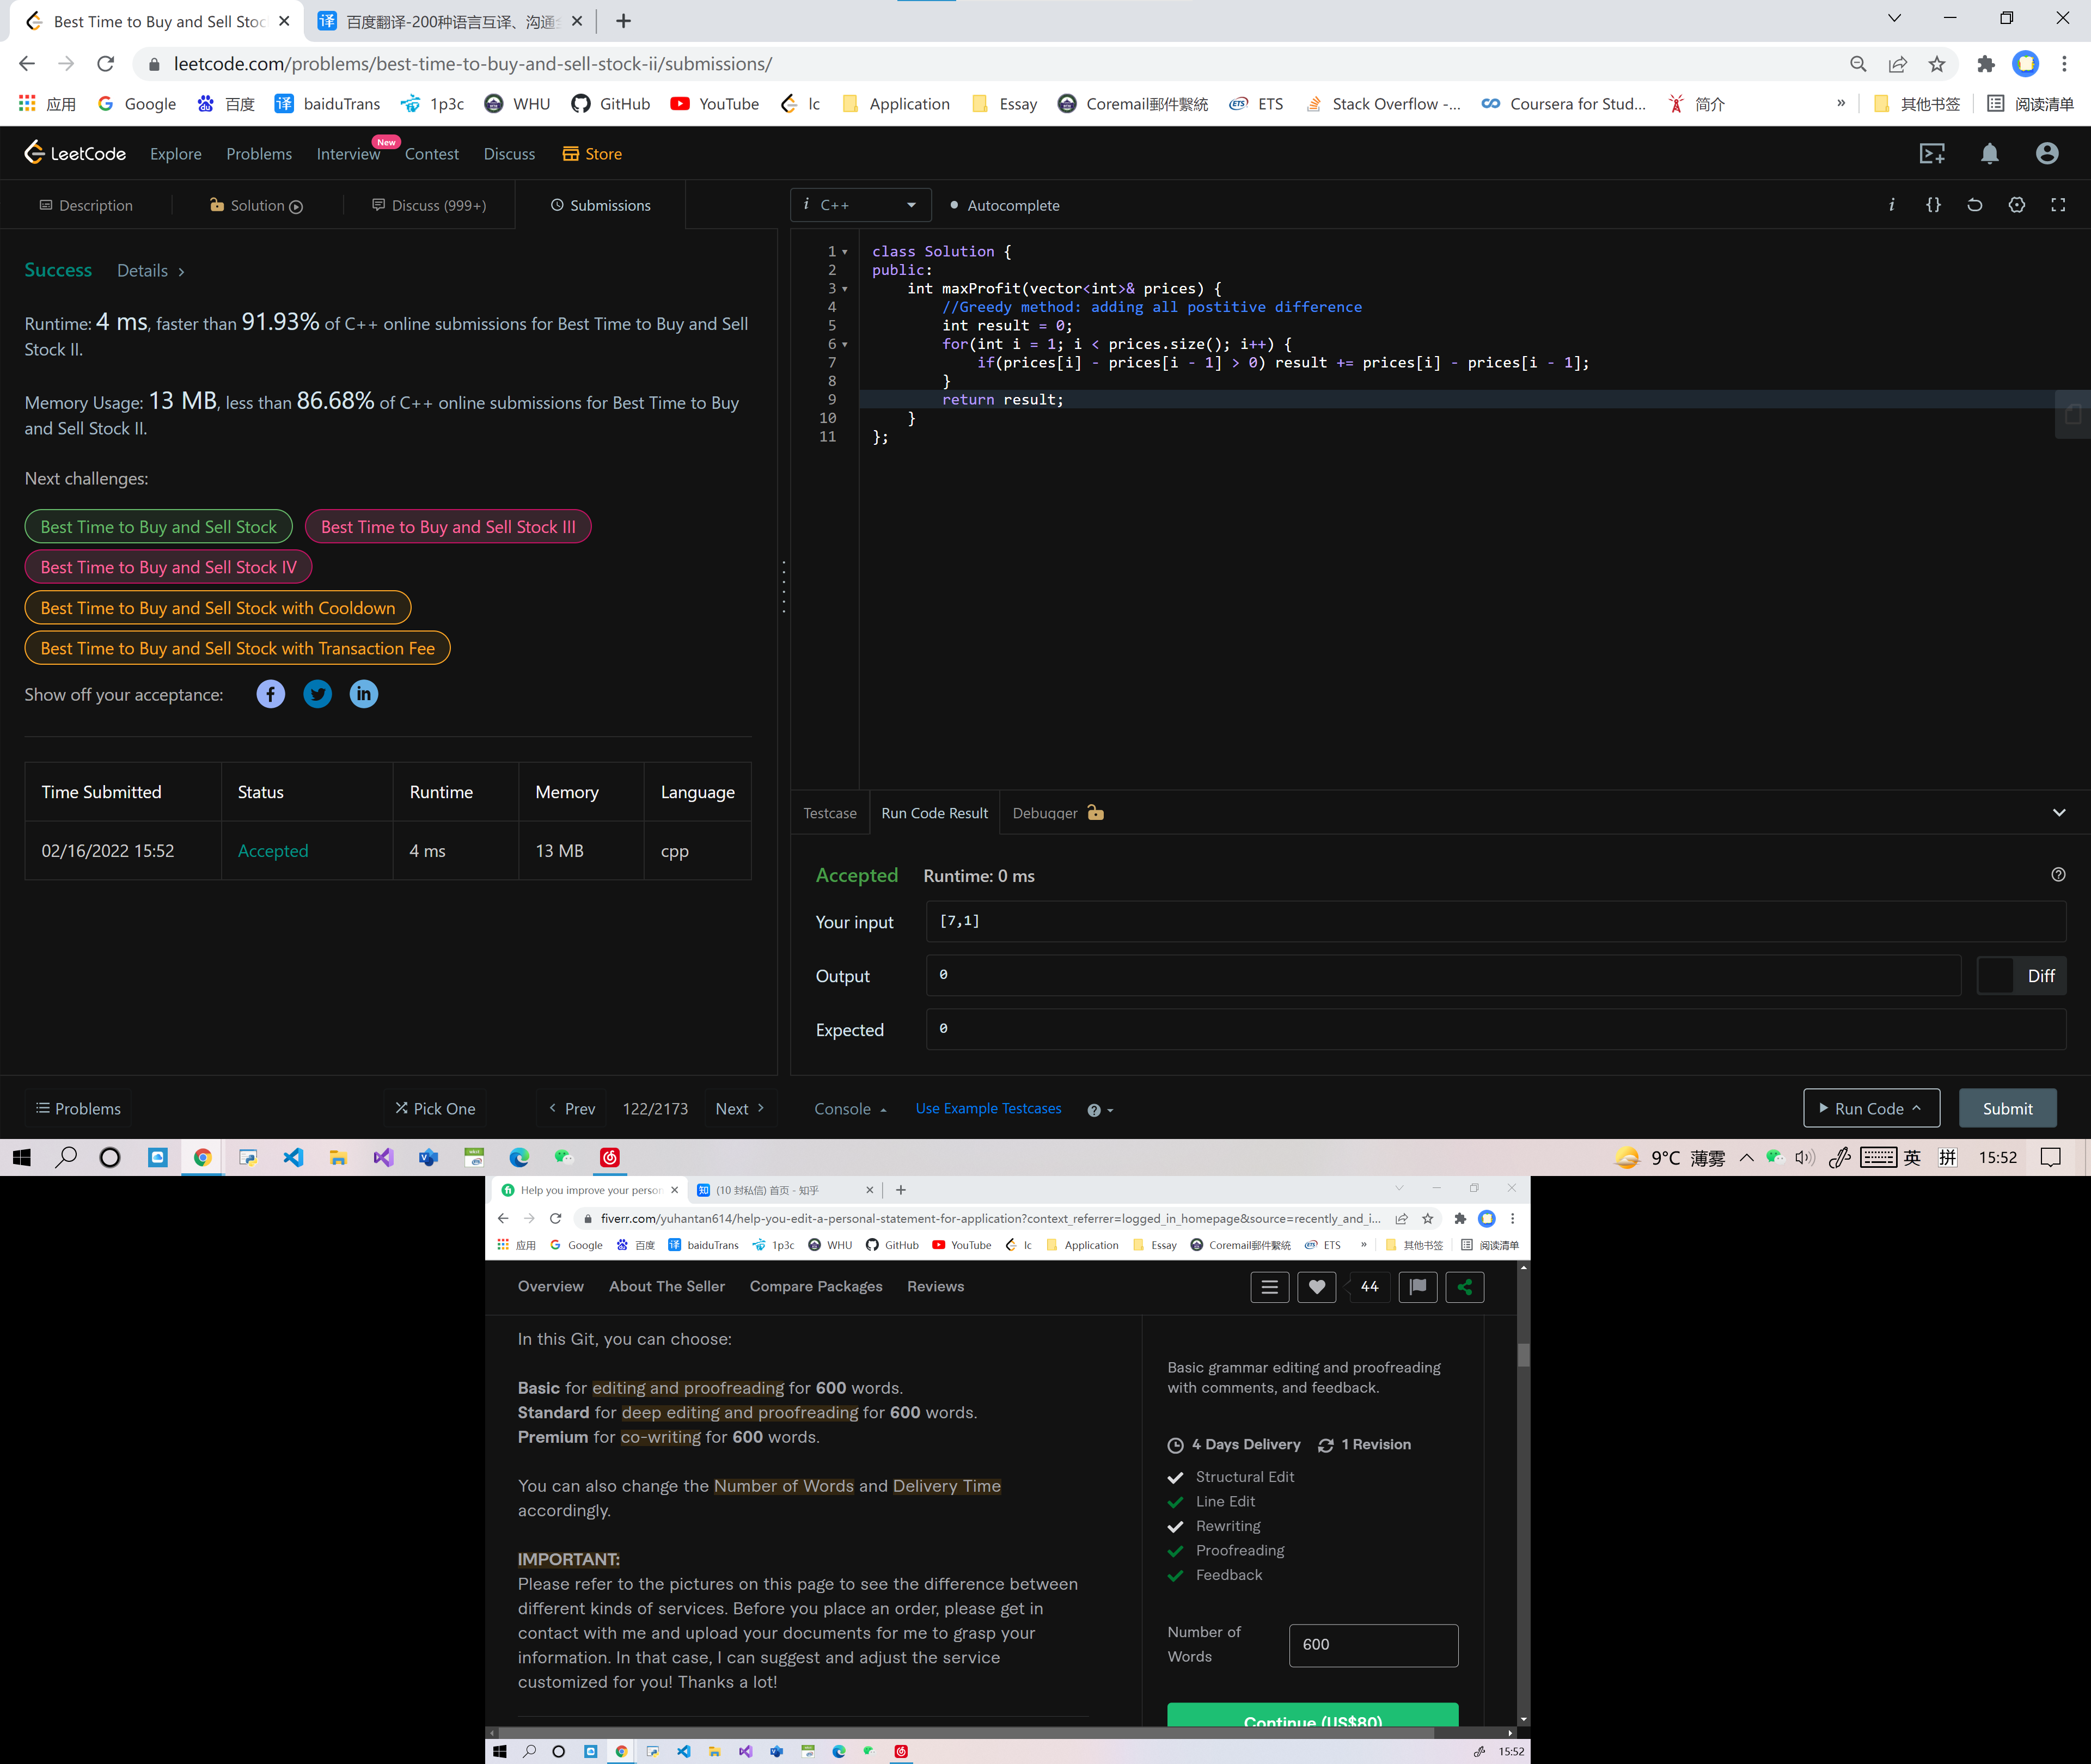 Best Time to Buy and Sell Stoc
百度翻译-200种语言互译、沟通
leetcode.com/problems/best-time-to-buy-and-sell-stock-ii/submissions/
应用 Google 百度 baiduTrans 1p3c WHU GitHub YouTube lc Application Essay Coremail郵件繫統 ETS Stack Overflow -... Coursera for Stud... 简介 » 其他书签 阅读清单
LeetCode Explore Problems Interview New Contest Discuss Store
Description Solution Discuss (999+) Submissions
i C++ Autocomplete
Success Details
Runtime: 4 ms, faster than 91.93% of C++ online submissions for Best Time to Buy and Sell
Stock II.
Memory Usage: 13 MB, less than 86.68% of C++ online submissions for Best Time to Buy
and Sell Stock II.
Next challenges:
Best Time to Buy and Sell Stock Best Time to Buy and Sell Stock III
Best Time to Buy and Sell Stock IV
Best Time to Buy and Sell Stock with Cooldown
Best Time to Buy and Sell Stock with Transaction Fee
Show off your acceptance:
Time Submitted Status Runtime Memory Language
02/16/2022 15:52 Accepted 4 ms 13 MB cpp
1 class Solution {
2 public:
3 int maxProfit(vector<int>& prices) {
4 //Greedy method: adding all postitive difference
5 int result = 0;
6 for(int i = 1; i < prices.size(); i++) {
7 if(prices[i] - prices[i - 1] > 0) result += prices[i] - prices[i - 1];
8 }
9 return result;
10 }
11 };
Testcase Run Code Result Debugger
Accepted Runtime: 0 ms
Your input [7,1]
Output 0 Diff
Expected 0
Problems Pick One Prev 122/2173 Next Console Use Example Testcases Run Code Submit
9°C 薄雾 英 拼 15:52
Help you improve your person
(10 封私信) 首页 - 知乎
fiverr.com/yuhantan614/help-you-edit-a-personal-statement-for-application?context_referrer=logged_in_homepage&source=recently_and_i...
应用 Google 百度 baiduTrans 1p3c WHU GitHub YouTube lc Application Essay Coremail郵件繫統 ETS » 其他书签 阅读清单
Overview About The Seller Compare Packages Reviews 44
In this Git, you can choose:
Basic for editing and proofreading for 600 words.
Standard for deep editing and proofreading for 600 words.
Premium for co-writing for 600 words.
You can also change the Number of Words and Delivery Time
accordingly.
IMPORTANT:
Please refer to the pictures on this page to see the difference between
different kinds of services. Before you place an order, please get in
contact with me and upload your documents for me to grasp your
information. In that case, I can suggest and adjust the service
customized for you! Thanks a lot!
Basic grammar editing and proofreading
with comments, and feedback.
4 Days Delivery 1 Revision
Structural Edit
Line Edit
Rewriting
Proofreading
Feedback
Number of
Words
600
Continue (US$80)
15:52